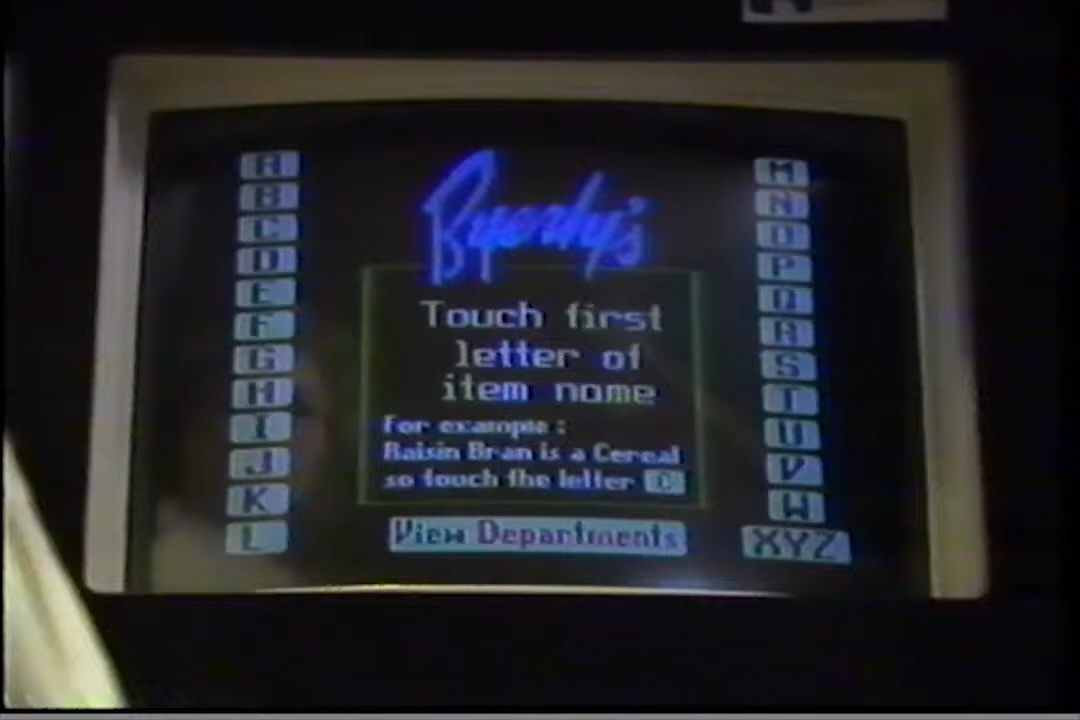 Byerly's
Touch first
letter of
item name
For example :
Raisin Bran is a Cereal
so touch the letter C
View Departments
A
B
C
D
E
F
G
H
I
J
K
L
M
N
O
P
Q
R
S
T
U
V
W
XYZ